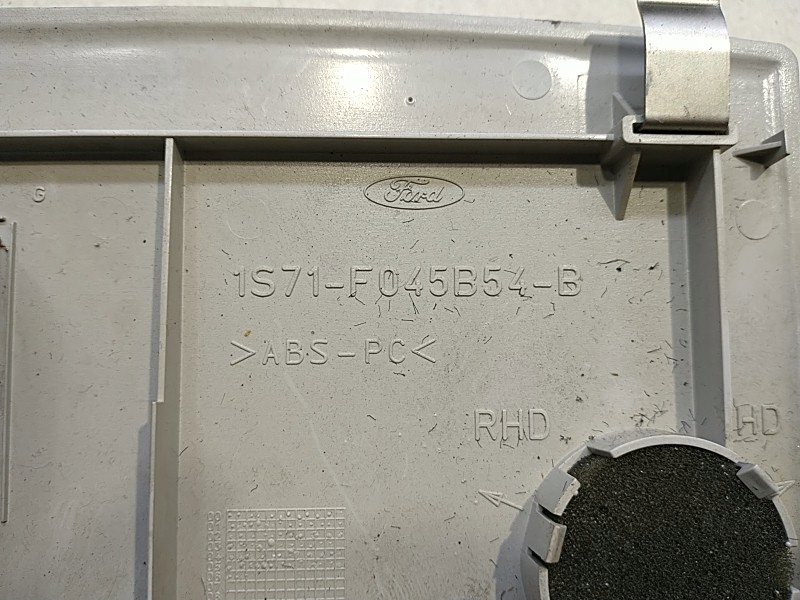 G
Ford
1S71-F045B54-B
>ABS-PC<
RHD
HD